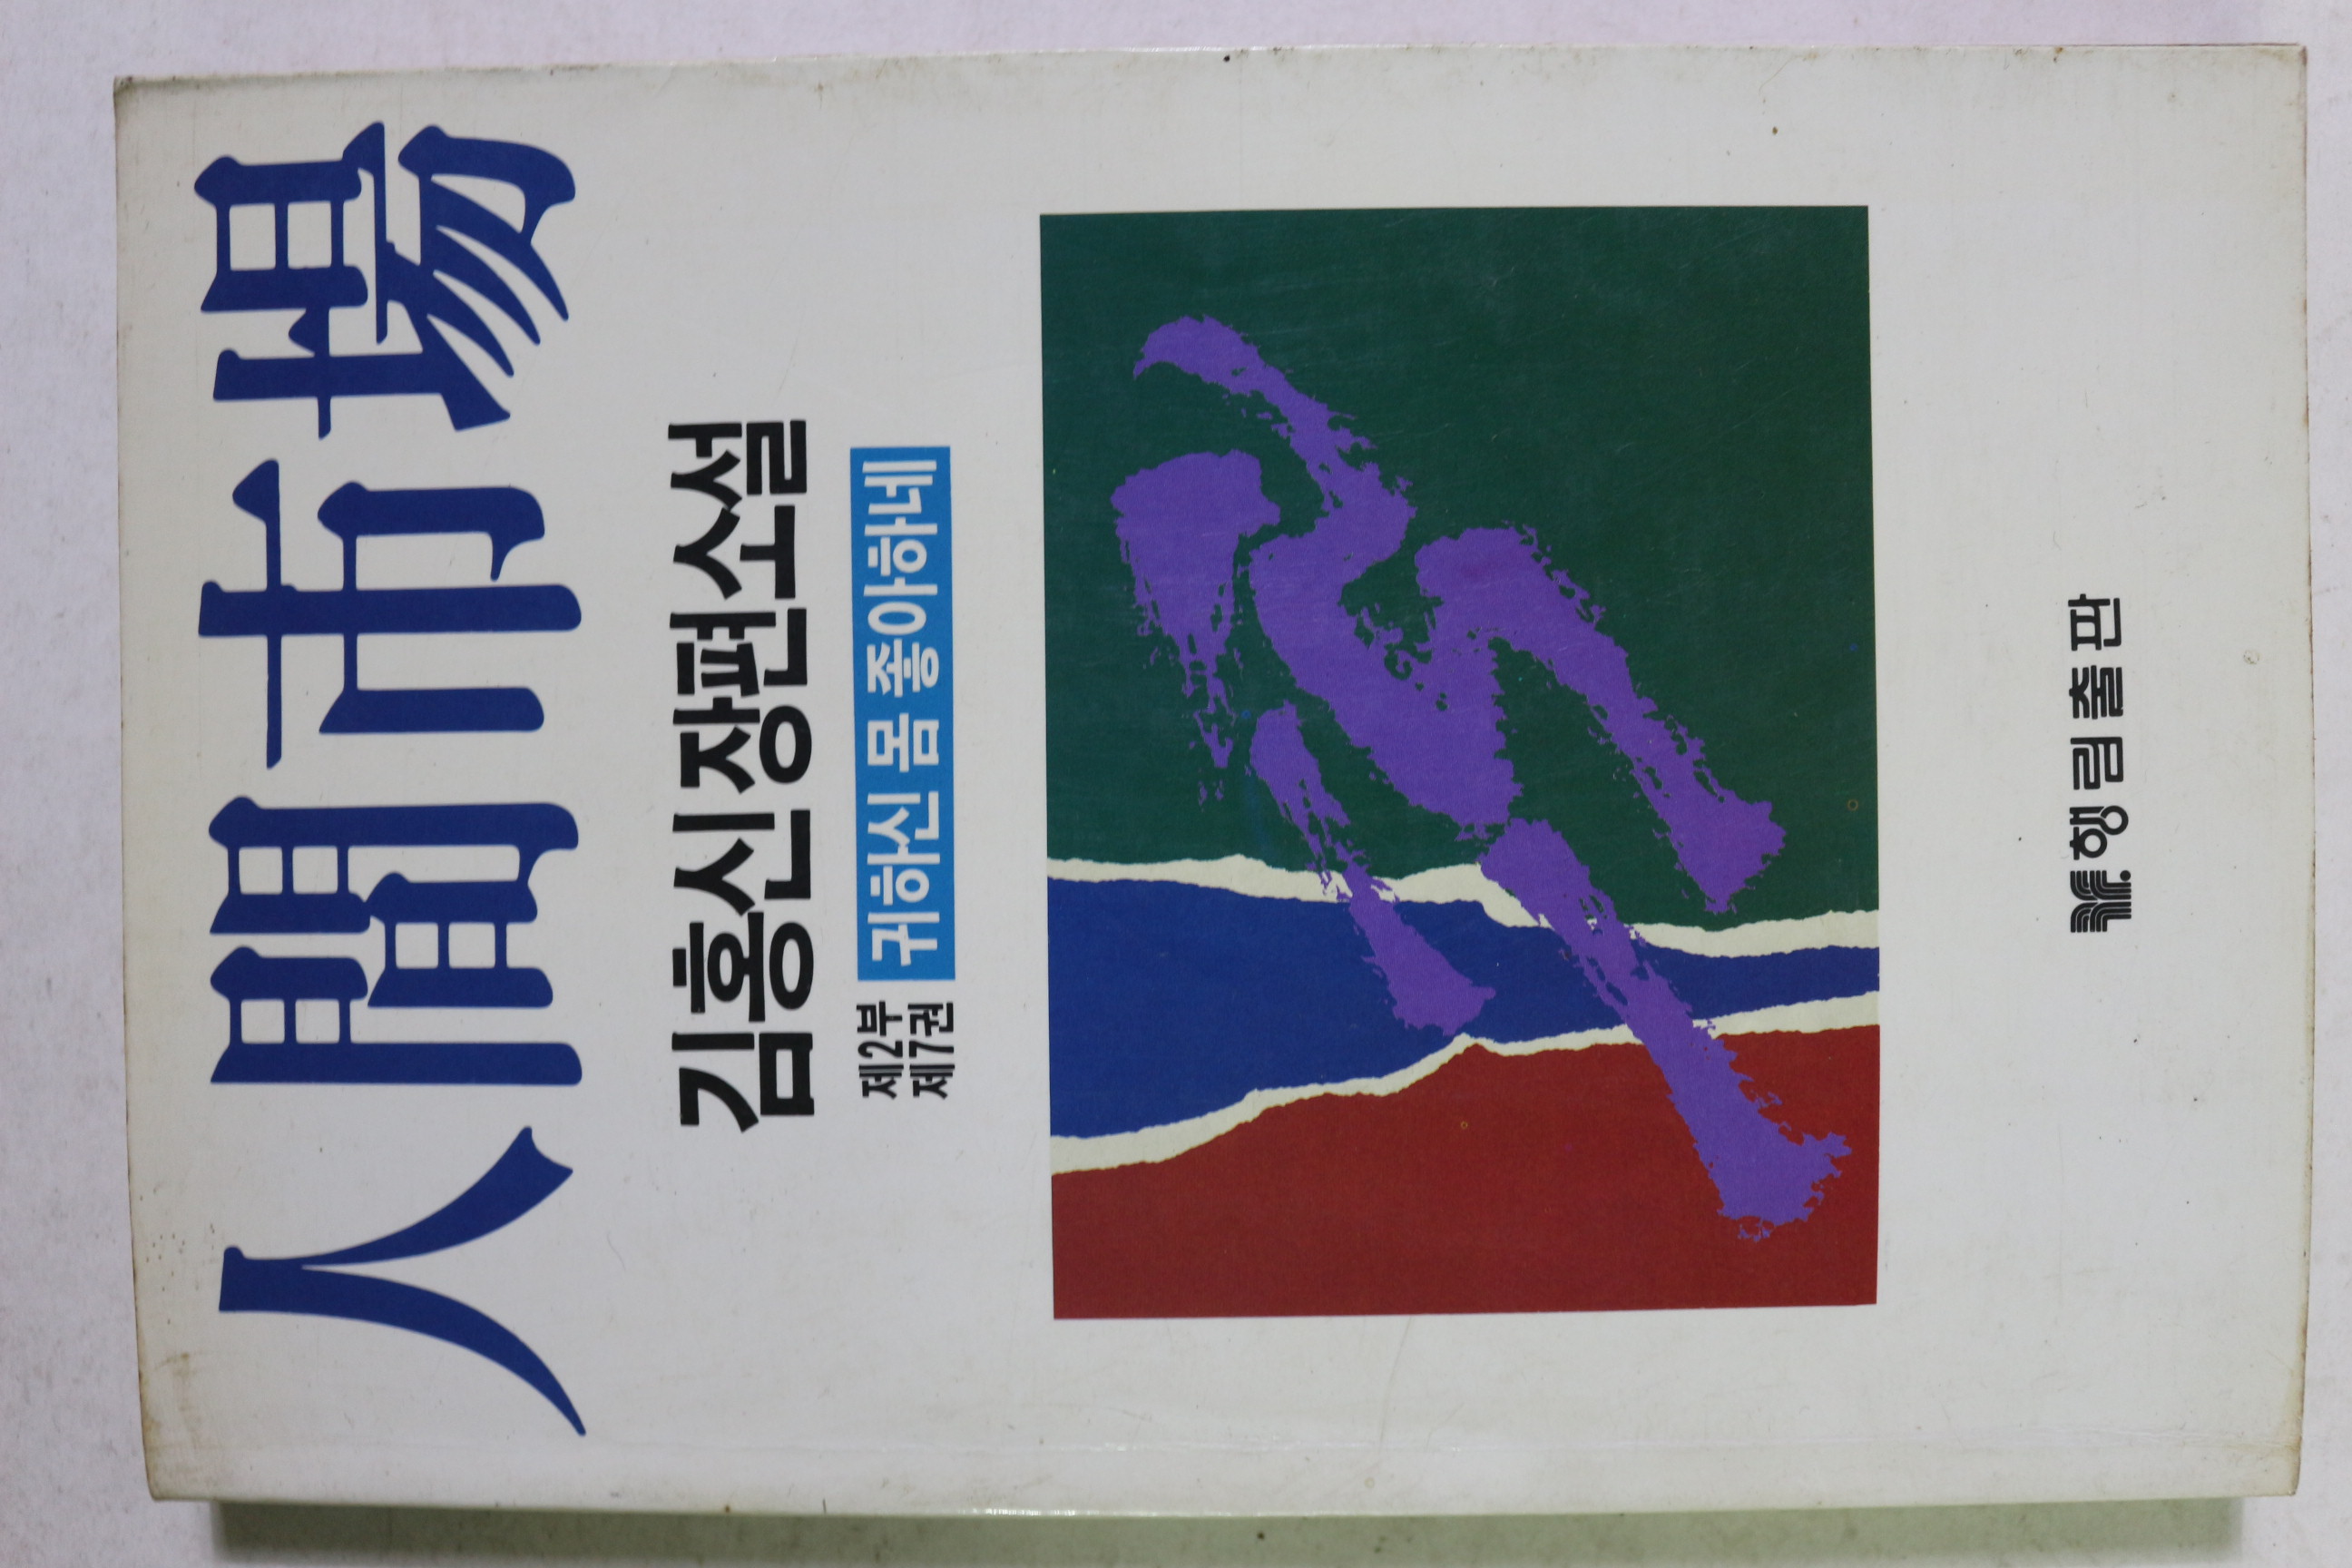 人間市場
김홍신장편소설
제2부
제7권
귀하신 몸 좋아하네
행림출판